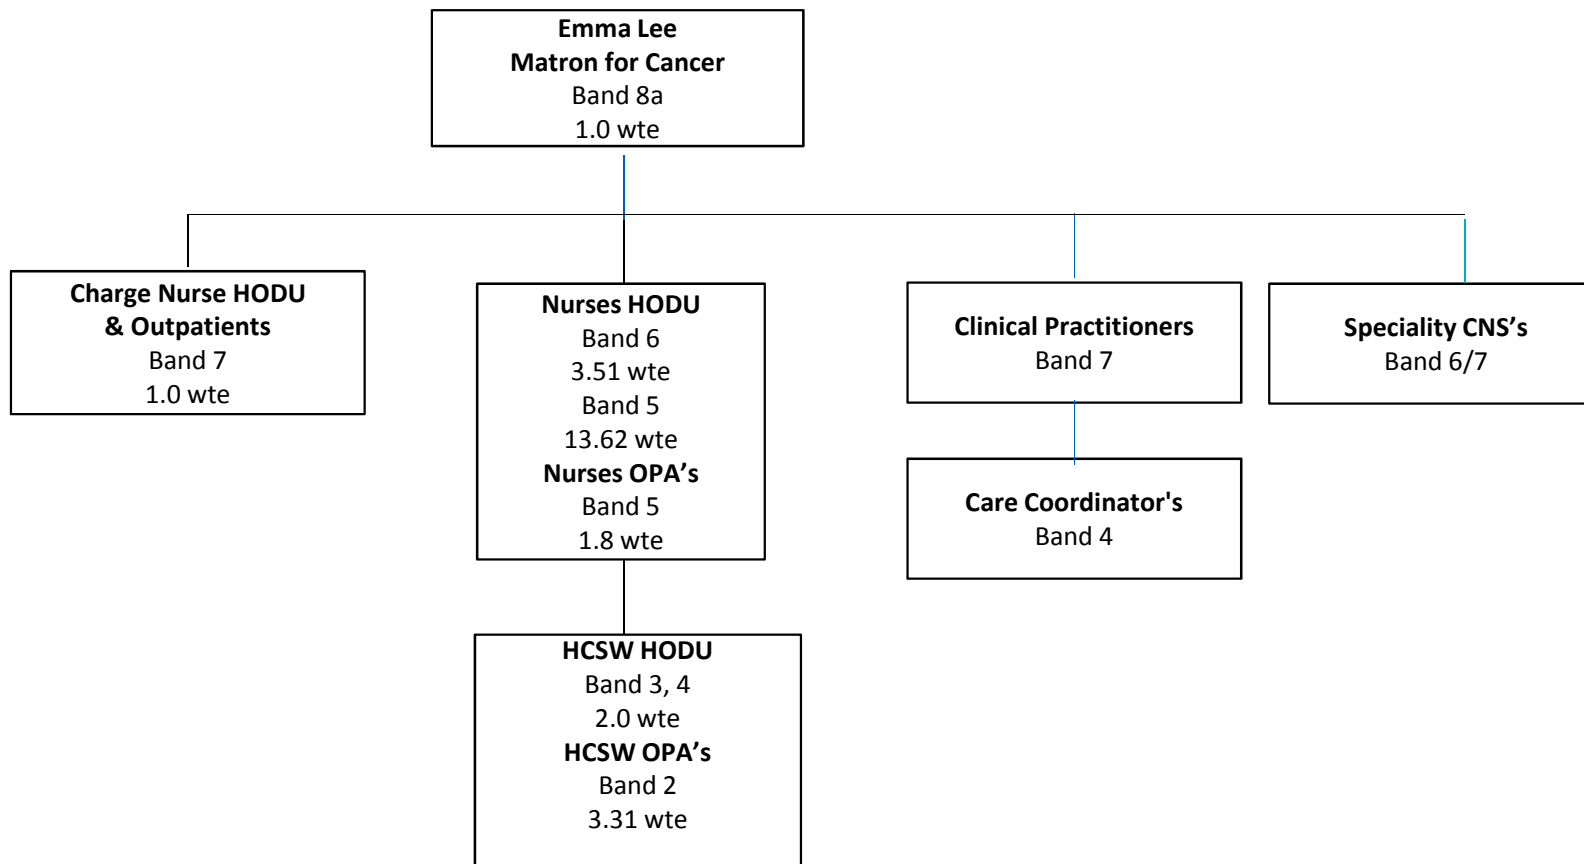 Emma Lee
Matron for Cancer
Band 8a
1.0 wte
Charge Nurse HODU
& Outpatients
Band 7
1.0 wte
Nurses HODU
Band 6
3.51 wte
Band 5
13.62 wte
Nurses OPA’s
Band 5
1.8 wte
Clinical Practitioners
Band 7
Speciality CNS’s
Band 6/7
Care Coordinator's
Band 4
HCSW HODU
Band 3, 4
2.0 wte
HCSW OPA’s
Band 2
3.31 wte